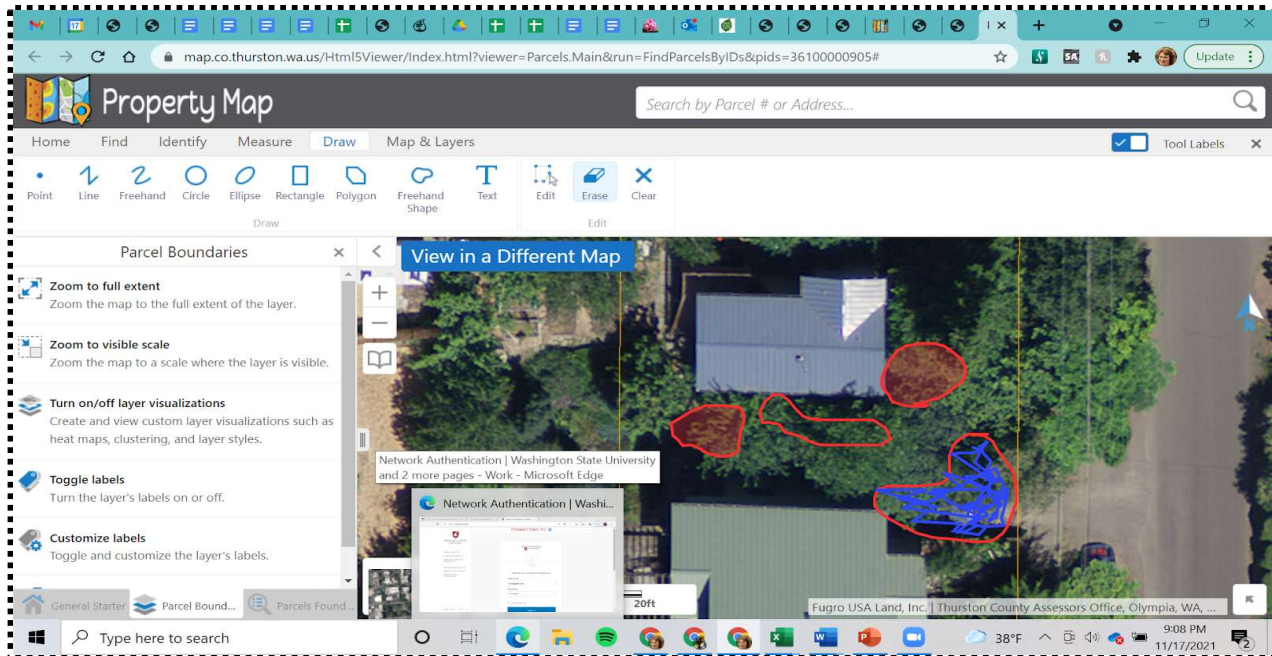 17
map.co.thurston.wa.us/Html5Viewer/Index.html?viewer=Parcels.Main&run=FindParcelsByIDs&pids=36100000905#
SA
Update
Property Map
Search by Parcel # or Address...
Home Find Identify Measure Draw Map & Layers
Tool Labels
Point Line Freehand Circle Ellipse Rectangle Polygon Freehand Shape Text Edit Erase Clear
Draw Edit
Parcel Boundaries
View in a Different Map
Zoom to full extent
Zoom the map to the full extent of the layer.
Zoom to visible scale
Zoom the map to a scale where the layer is visible.
Turn on/off layer visualizations
Create and view custom layer visualizations such as
heat maps, clustering, and layer styles.
Toggle labels
Turn the layer's labels on or off.
Customize labels
Toggle and customize the layer's labels.
Network Authentication | Washington State University
and 2 more pages - Work - Microsoft Edge
Network Authentication | Washi...
General Starter Parcel Bound... Parcels Found...
20ft
Fugro USA Land, Inc. | Thurston County Assessors Office, Olympia, WA, ...
Type here to search
38°F
9:08 PM
11/17/2021
2